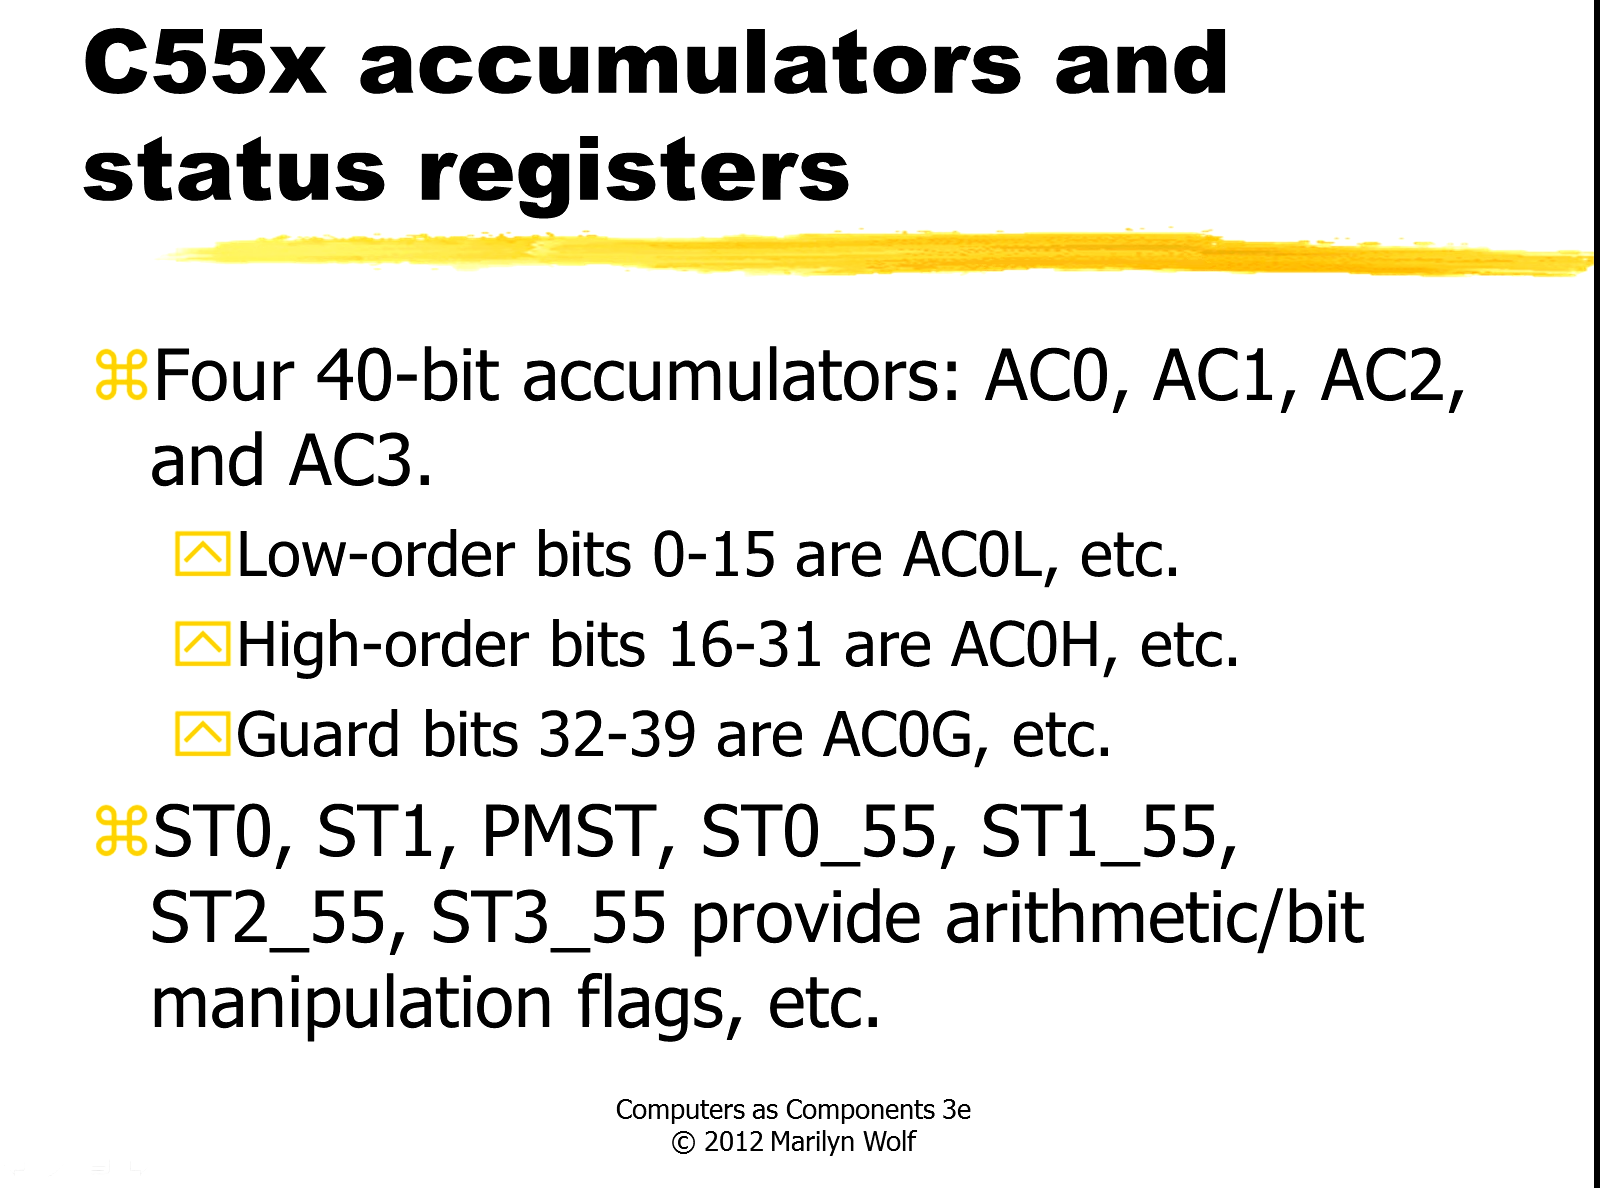 C55x accumulators and
status registers
⌘Four 40-bit accumulators: AC0, AC1, AC2,
and AC3.
Low-order bits 0-15 are AC0L, etc.
High-order bits 16-31 are AC0H, etc.
Guard bits 32-39 are AC0G, etc.
⌘ST0, ST1, PMST, ST0_55, ST1_55,
ST2_55, ST3_55 provide arithmetic/bit
manipulation flags, etc.
Computers as Components 3e
© 2012 Marilyn Wolf